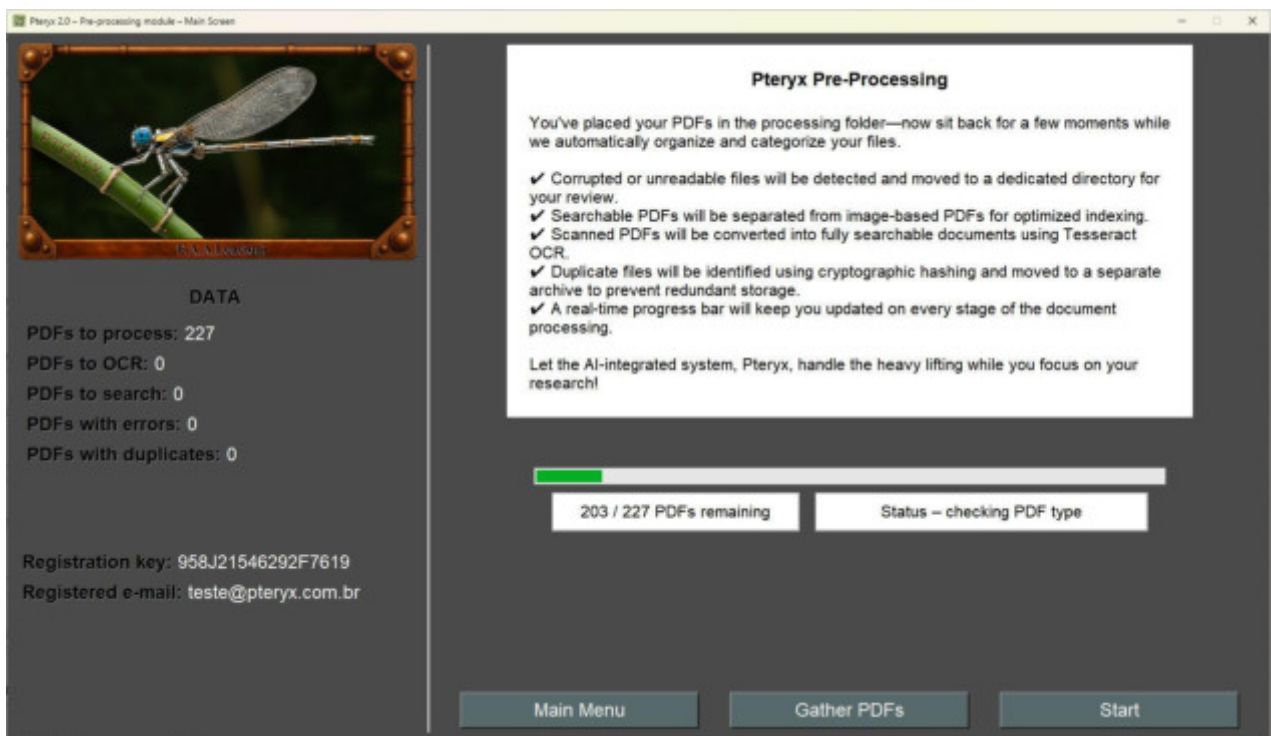 Pteryx 2.0 – Pre-processing module – Main Screen
DATA
PDFs to process: 227
PDFs to OCR: 0
PDFs to search: 0
PDFs with errors: 0
PDFs with duplicates: 0
Registration key: 958J21546292F7619
Registered e-mail: teste@pteryx.com.br
Pteryx Pre-Processing
You've placed your PDFs in the processing folder—now sit back for a few moments while
we automatically organize and categorize your files.
✔ Corrupted or unreadable files will be detected and moved to a dedicated directory for
your review.
✔ Searchable PDFs will be separated from image-based PDFs for optimized indexing.
✔ Scanned PDFs will be converted into fully searchable documents using Tesseract
OCR.
✔ Duplicate files will be identified using cryptographic hashing and moved to a separate
archive to prevent redundant storage.
✔ A real-time progress bar will keep you updated on every stage of the document
processing.
Let the AI-integrated system, Pteryx, handle the heavy lifting while you focus on your
research!
203 / 227 PDFs remaining
Status – checking PDF type
Main Menu
Gather PDFs
Start